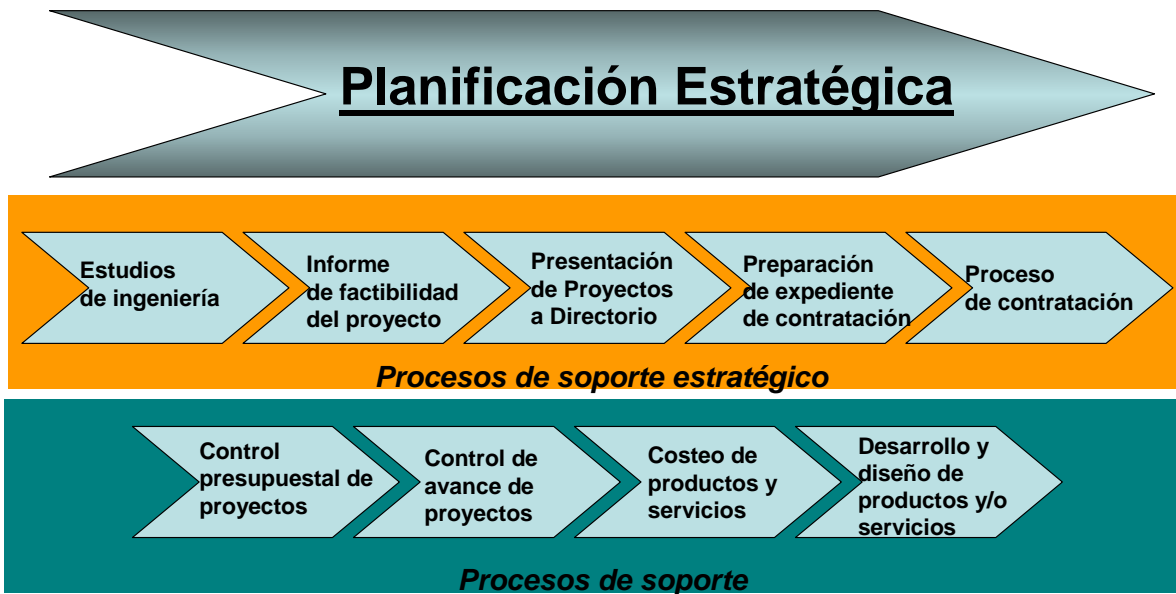 Planificación Estratégica
Estudios
de ingeniería
Informe
de factibilidad
del proyecto
Presentación
de Proyectos
a Directorio
Preparación
de expediente
de contratación
Proceso
de contratación
Procesos de soporte estratégico
Control
presupuestal de
proyectos
Control de
avance de
proyectos
Costeo de
productos y
servicios
Desarrollo y
diseño de
productos y/o
servicios
Procesos de soporte